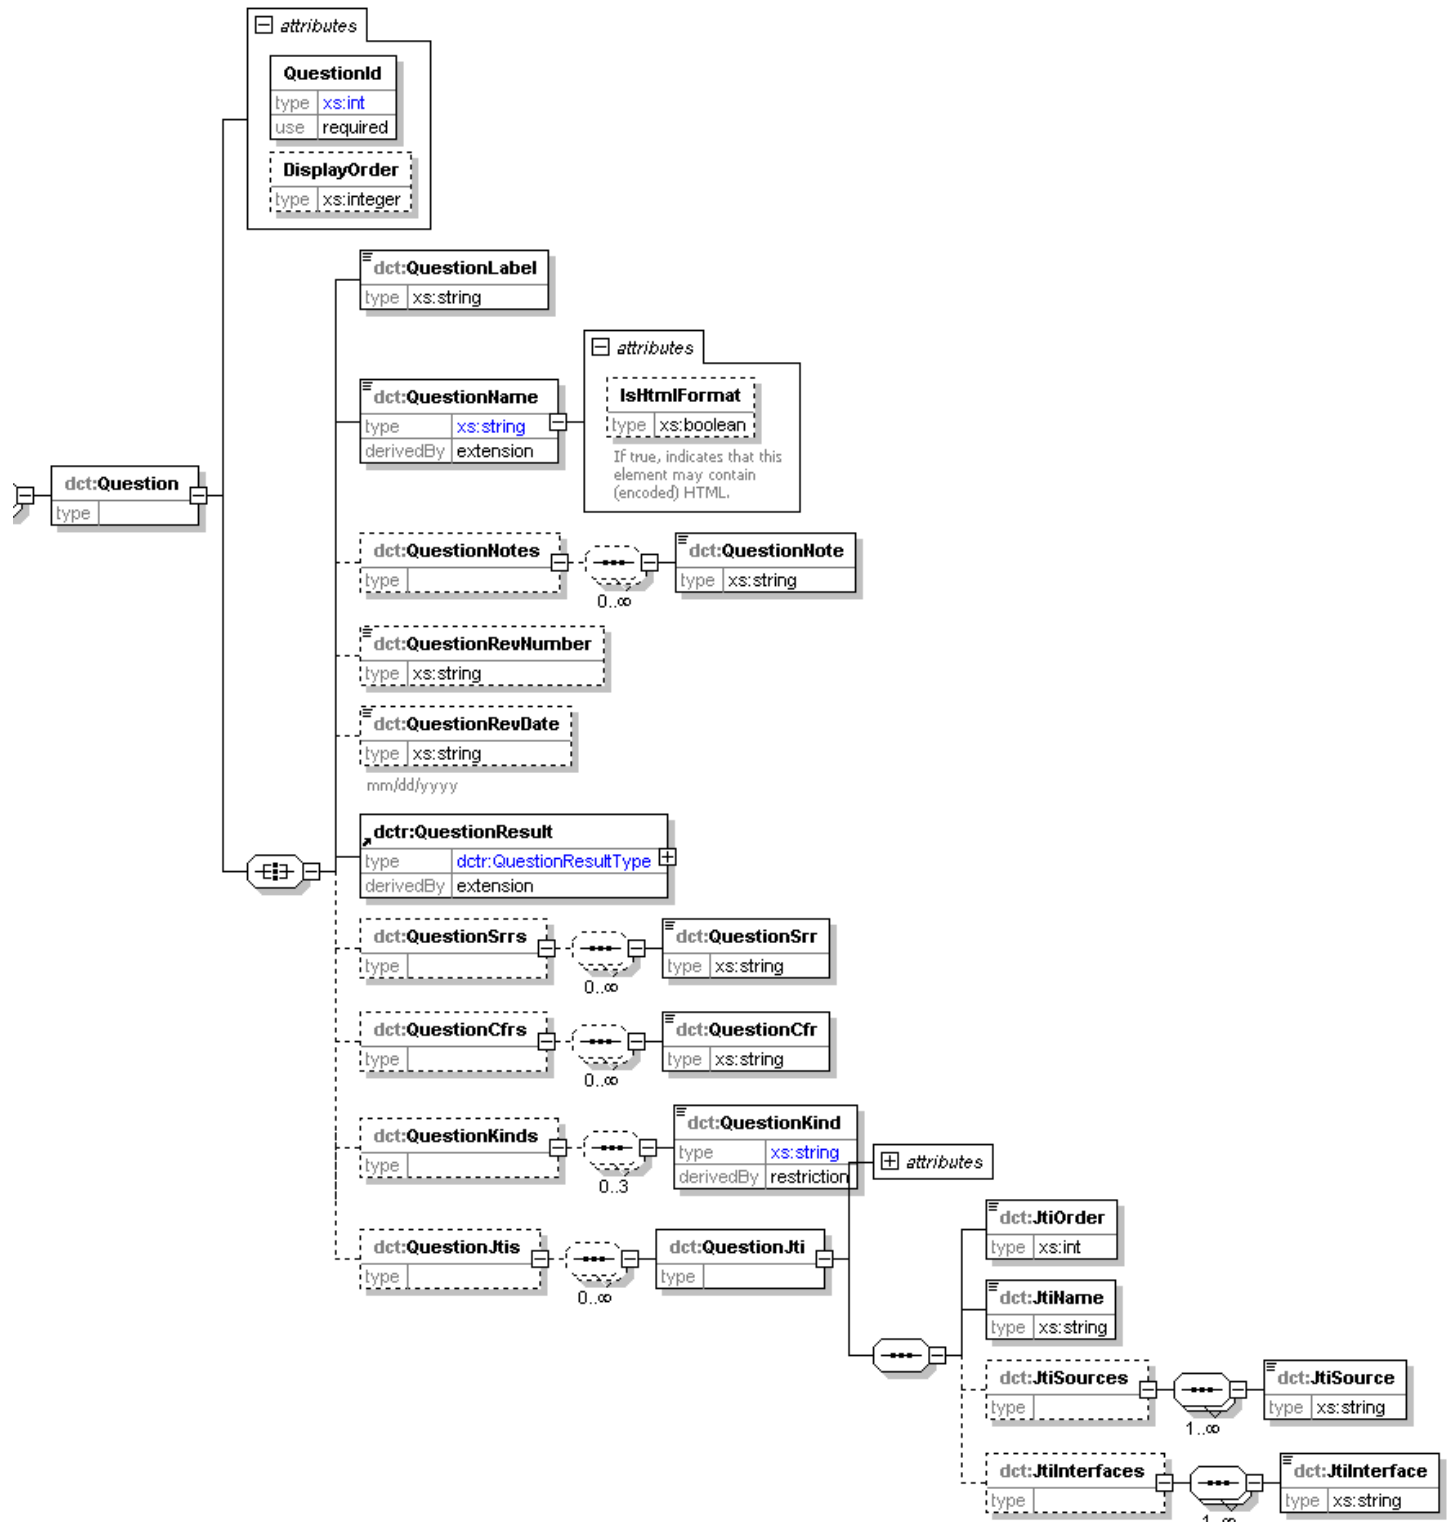 attributes
QuestionId
type xs:int
use required
DisplayOrder
type xs:integer
dct:QuestionLabel
type xs:string
attributes
IsHtmlFormat
type xs:boolean
If true, indicates that this
element may contain
(encoded) HTML.
dct:QuestionName
type xs:string
derivedBy extension
dct:Question
type
dct:QuestionNotes
type
0..∞
dct:QuestionNote
type xs:string
dct:QuestionRevNumber
type xs:string
dct:QuestionRevDate
type xs:string
mm/dd/yyyy
dctr:QuestionResult
type dctr:QuestionResultType
derivedBy extension
dct:QuestionSrrs
type
0..∞
dct:QuestionSrr
type xs:string
dct:QuestionCfrs
type
0..∞
dct:QuestionCfr
type xs:string
dct:QuestionKinds
type
0..3
dct:QuestionKind
type xs:string
derivedBy restriction
attributes
dct:QuestionJtis
type
0..∞
dct:QuestionJti
type
dct:JtiOrder
type xs:int
dct:JtiName
type xs:string
dct:JtiSources
type
1..∞
dct:JtiSource
type xs:string
dct:JtiInterfaces
type
1..∞
dct:JtiInterface
type xs:string